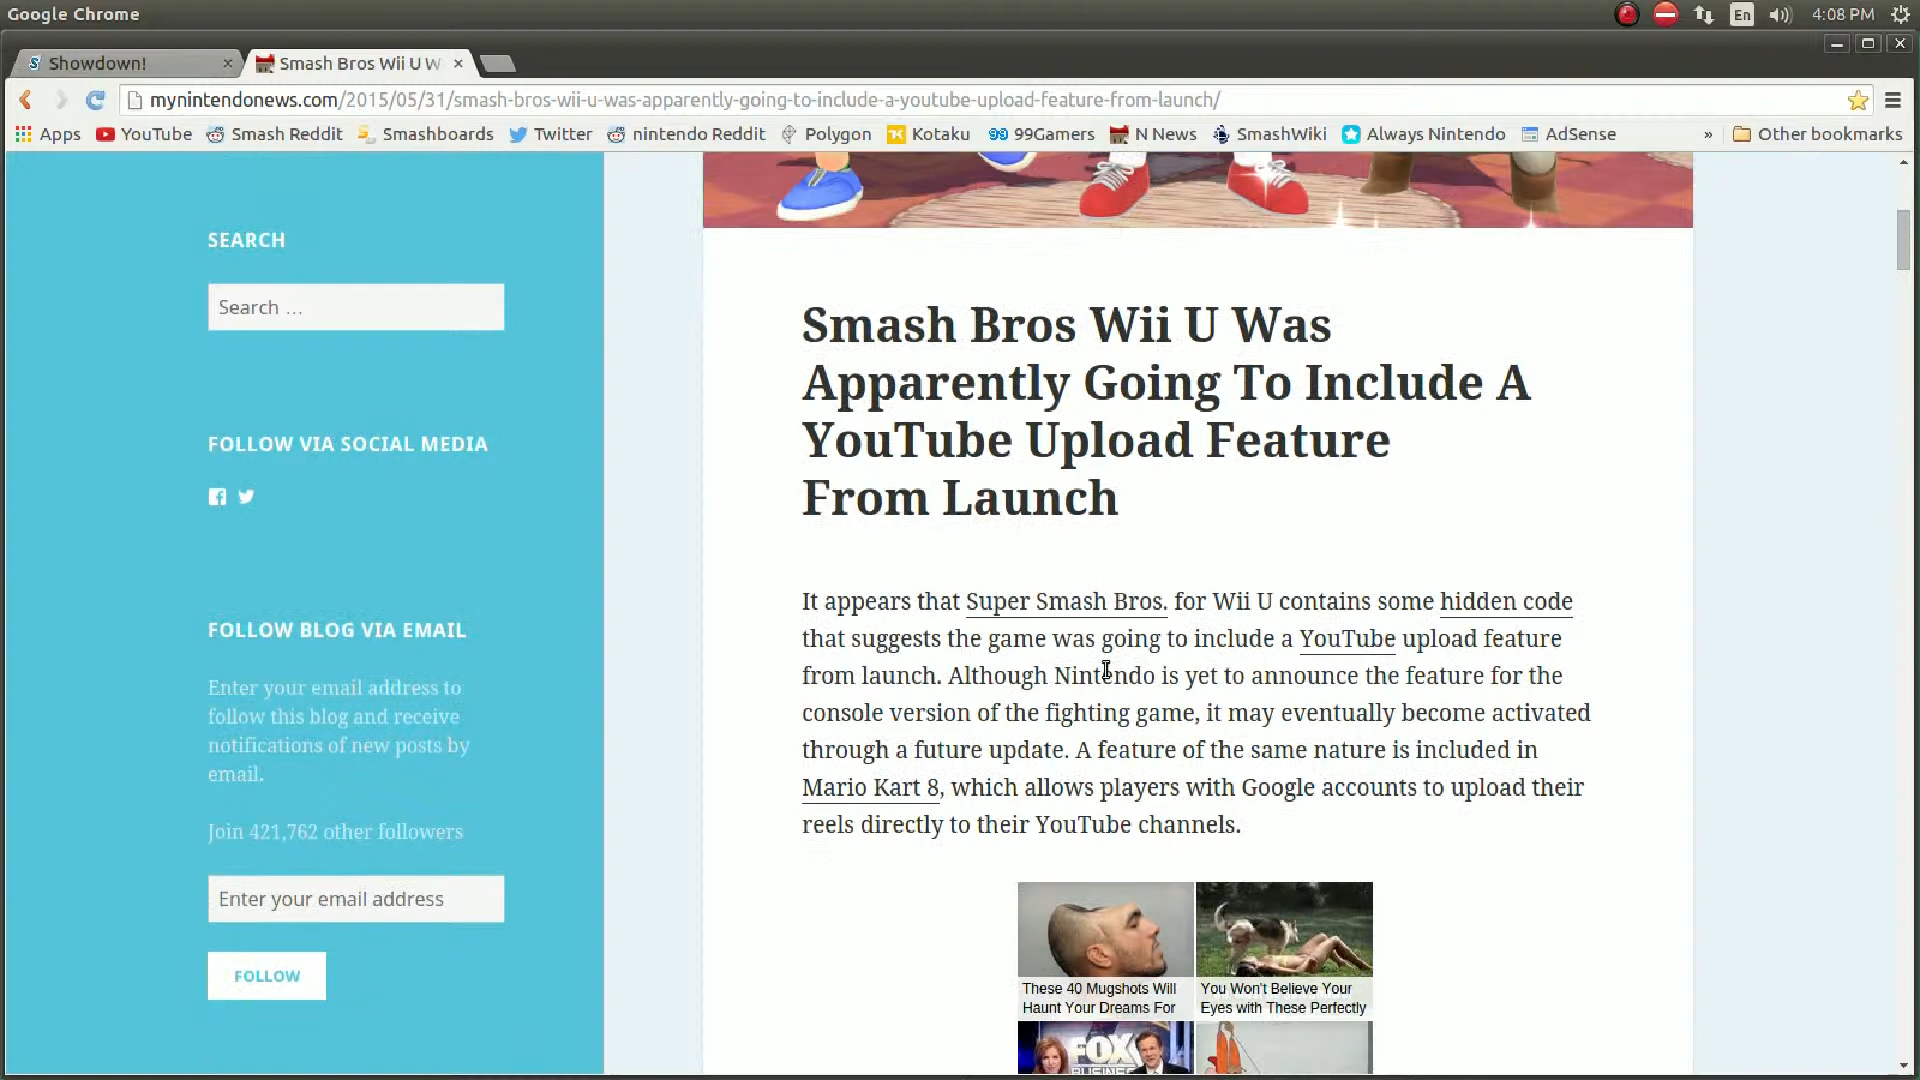 Google Chrome
En
4:08 PM
Showdown!
Smash Bros Wii U W
mynintendonews.com/2015/05/31/smash-bros-wii-u-was-apparently-going-to-include-a-youtube-upload-feature-from-launch/
Apps YouTube Smash Reddit Smashboards Twitter nintendo Reddit Polygon Kotaku 99Gamers N News SmashWiki Always Nintendo AdSense » Other bookmarks
SEARCH
Search ...
FOLLOW VIA SOCIAL MEDIA
FOLLOW BLOG VIA EMAIL
Enter your email address to
follow this blog and receive
notifications of new posts by
email.
Join 421,762 other followers
Enter your email address
FOLLOW
Smash Bros Wii U Was
Apparently Going To Include A
YouTube Upload Feature
From Launch
It appears that Super Smash Bros. for Wii U contains some hidden code
that suggests the game was going to include a YouTube upload feature
from launch. Although Nintendo is yet to announce the feature for the
console version of the fighting game, it may eventually become activated
through a future update. A feature of the same nature is included in
Mario Kart 8, which allows players with Google accounts to upload their
reels directly to their YouTube channels.
These 40 Mugshots Will
Haunt Your Dreams For
You Won't Believe Your
Eyes with These Perfectly
FOX